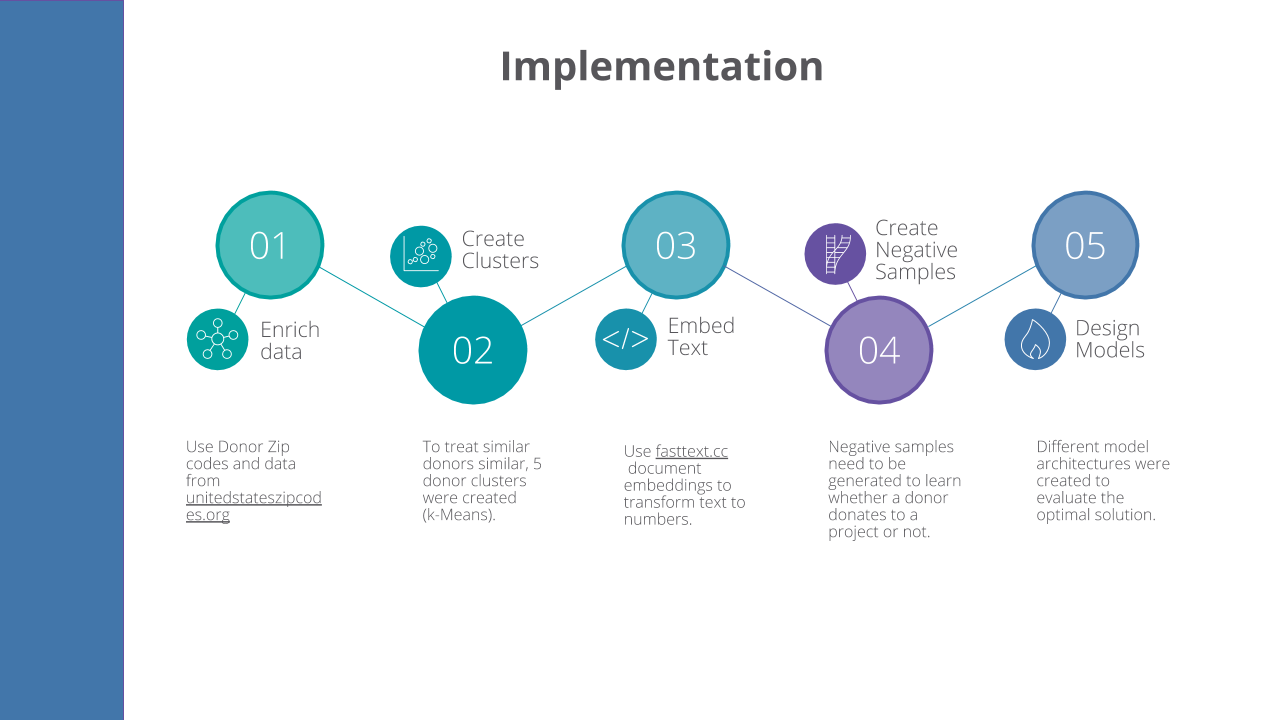 Implementation
01
Enrich
data
Use Donor Zip
codes and data
from
unitedstateszipcod
es.org
02
Create
Clusters
To treat similar
donors similar, 5
donor clusters
were created
(k-Means).
03
</>
Embed
Text
Use fasttext.cc
document
embeddings to
transform text to
numbers.
04
Create
Negative
Samples
Negative samples
need to be
generated to learn
whether a donor
donates to a
project or not.
05
Design
Models
Different model
architectures were
created to
evaluate the
optimal solution.